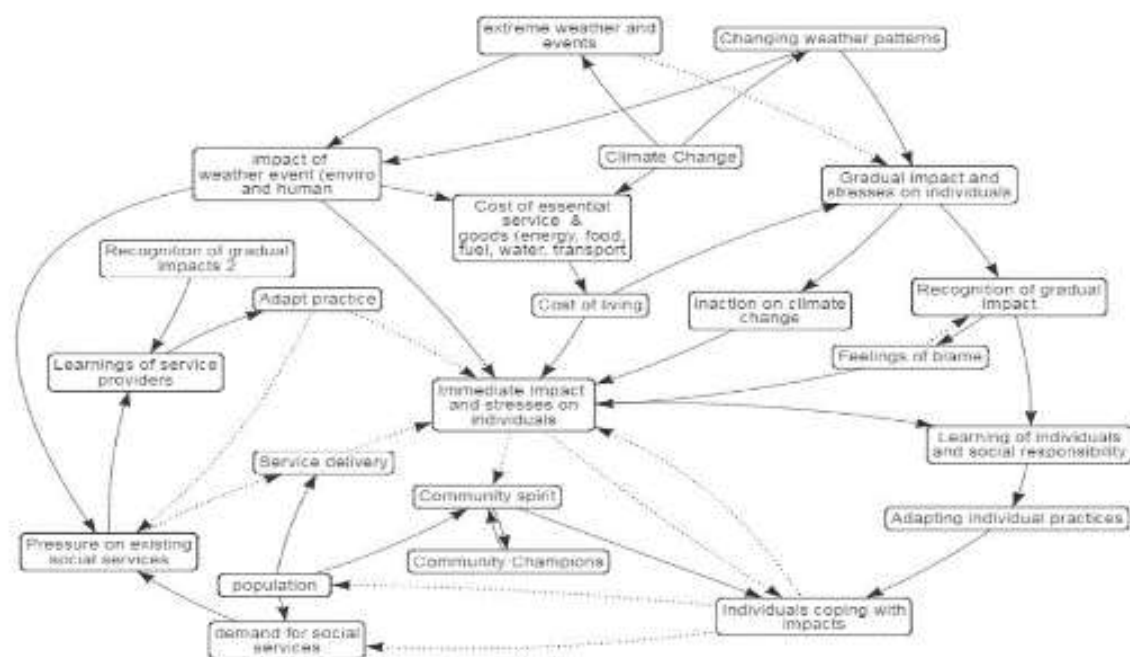 extreme weather and
events
Changing weather patterns
impact of
weather event (enviro
and human
Climate Change
Gradual impact and
stresses on individuals
Cost of essential
service &
goods (energy, food,
fuel, water, transport
Recognition of gradual
impacts 2
Adapt practice
Cost of living
inaction on climate
change
Recognition of gradual
impact.
Learnings of service
providers
Feelings of blame
Immediate impact
and stresses on
individuals
Learning of individuals
and social responsibility
Service delivery
Community spirit
Adapting individual practices
Pressure on existing
social services
Community Champions
population
Individuals coping with
impacts
demand for social
services